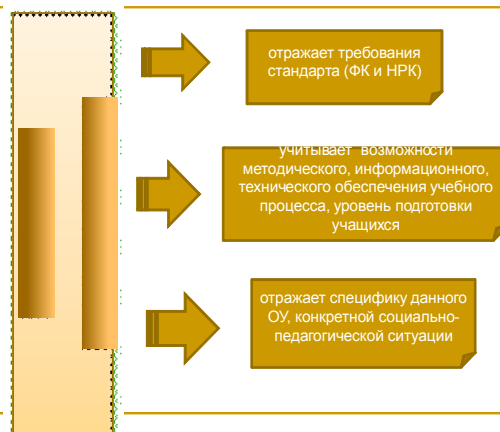 отражает требования
стандарта (ФК и НРК)
учитывает возможности
методического, информационного,
технического обеспечения учебного
процесса, уровень подготовки
учащихся
отражает специфику данного
ОУ, конкретной социально-
педагогической ситуации